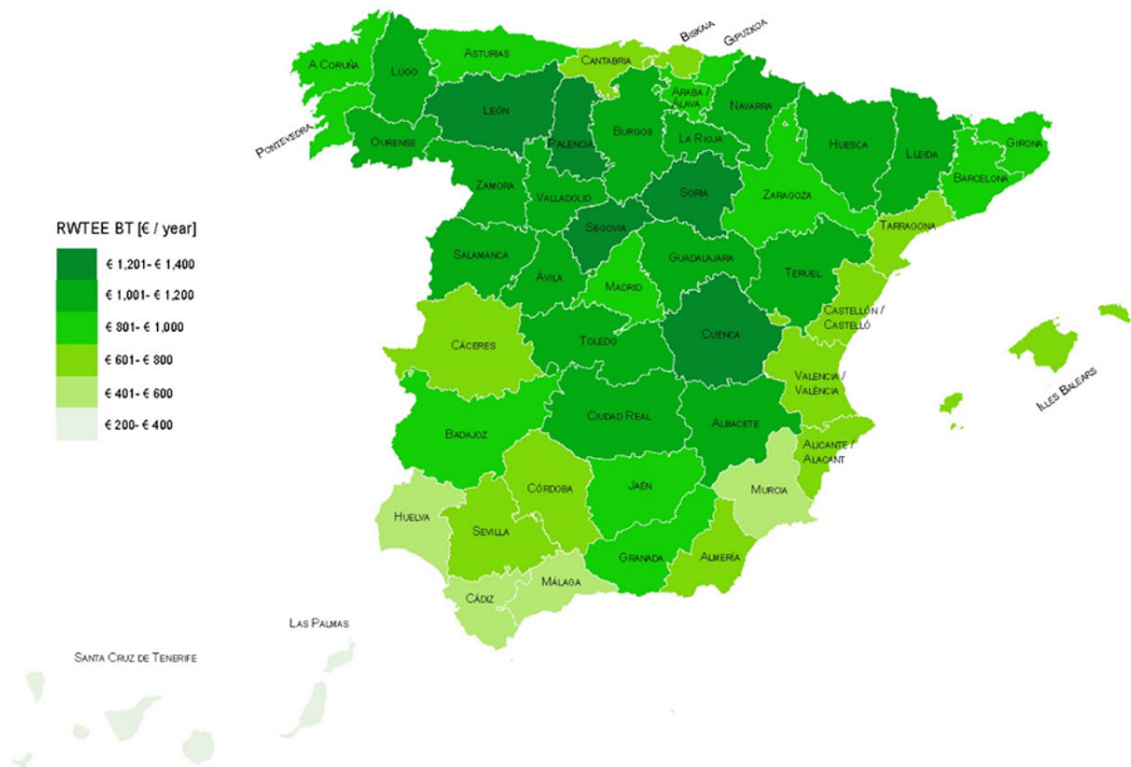 BISKAIA
GIPUZKOA
A CORUÑA
LUGO
ASTURIAS
CANTABRIA
ARABA /
ÁLAVA
NAVARRA
LEÓN
PALENCIA
BURGOS
LA RIOJA
HUESCA
LLEIDA
GIRONA
BARCELONA
PONTEVEDRA
OURENSE
ZAMORA
VALLADOLID
SORIA
ZARAGOZA
TARRAGONA
SEGOVIA
SALAMANCA
ÁVILA
MADRID
GUADALAJARA
TERUEL
CASTELLÓN /
CASTELLÓ
CÁCERES
TOLEDO
CUENCA
VALENCIA /
VALÈNCIA
ILLES BALEARS
BADAJOZ
CIUDAD REAL
ALBACETE
ALICANTE /
ALACANT
HUELVA
SEVILLA
CÓRDOBA
JAÉN
MURCIA
CÁDIZ
MÁLAGA
GRANADA
ALMERÍA
LAS PALMAS
SANTA CRUZ DE TENERIFE
RWTEE BT [€ / year]
€ 1,201- € 1,400
€ 1,001- € 1,200
€ 801- € 1,000
€ 601- € 800
€ 401- € 600
€ 200- € 400